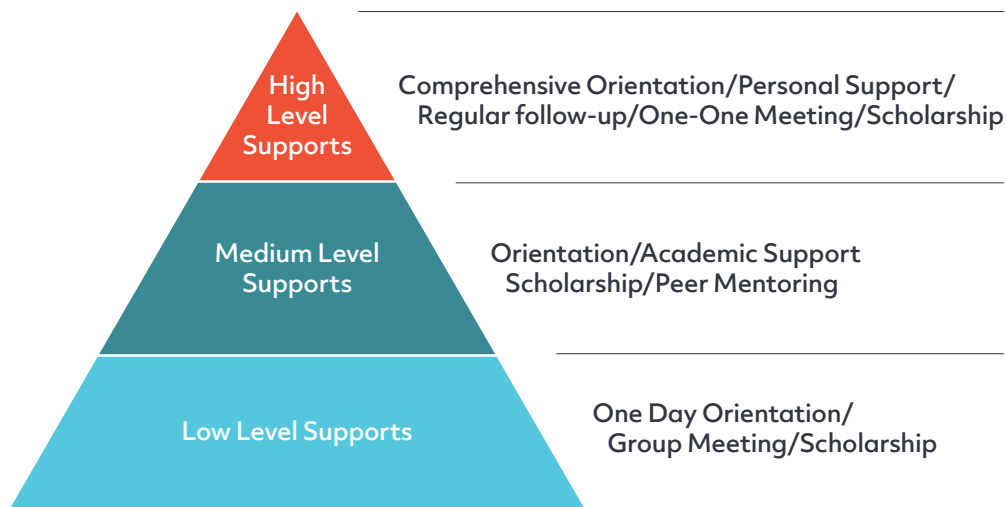 High
Level
Supports
Comprehensive Orientation/Personal Support/
Regular follow-up/One-One Meeting/Scholarship
Medium Level
Supports
Orientation/Academic Support
Scholarship/Peer Mentoring
Low Level Supports
One Day Orientation/
Group Meeting/Scholarship